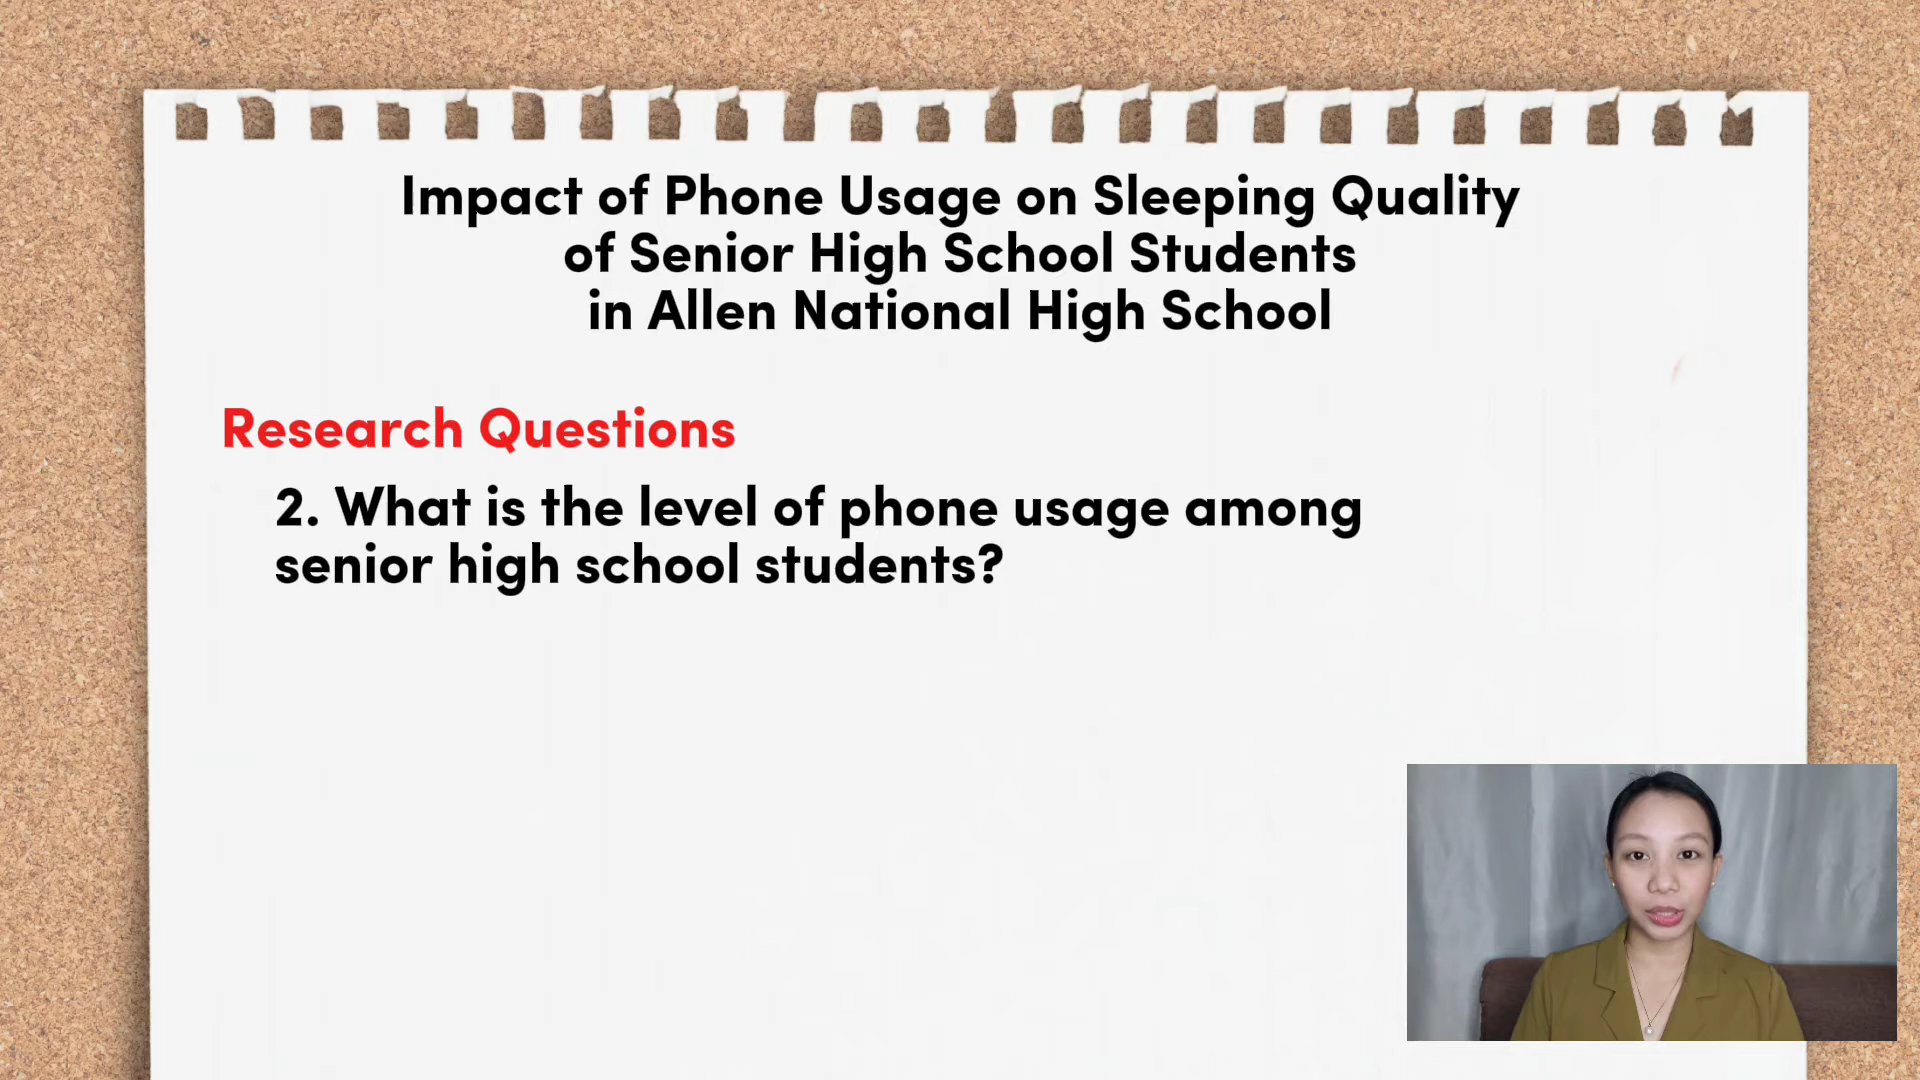 Impact of Phone Usage on Sleeping Quality
of Senior High School Students
in Allen National High School
Research Questions
2. What is the level of phone usage among
senior high school students?